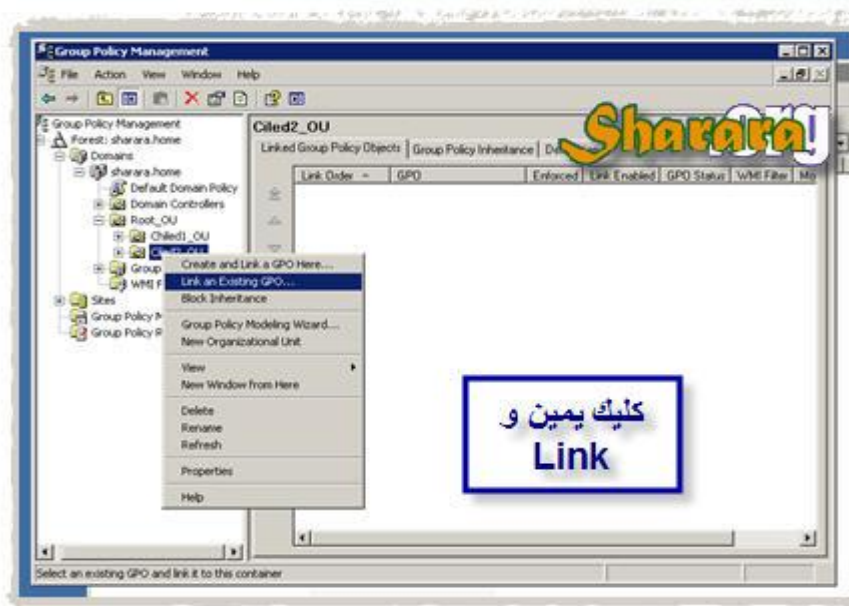 Group Policy Management
File Action View Window Help
Group Policy Management
Forest: sharara.home
Domains
sharara.home
Default Domain Policy
Domain Controllers
Root_OU
Chiled1_OU
Ciled2_OU
Group
WMI F
Sites
Group Policy M
Group Policy R
Ciled2_OU
Linked Group Policy Objects Group Policy Inheritance
Link Order GPO Enforced Link Enabled GPO Status WMI Filter Mo
Sharara!
org
Create and Link a GPO Here...
Link an Existing GPO...
Block Inheritance
Group Policy Modeling Wizard...
New Organizational Unit
View
New Window from Here
Delete
Rename
Refresh
Properties
Help
كليك يمين و
Link
Select an existing GPO and link it to this container